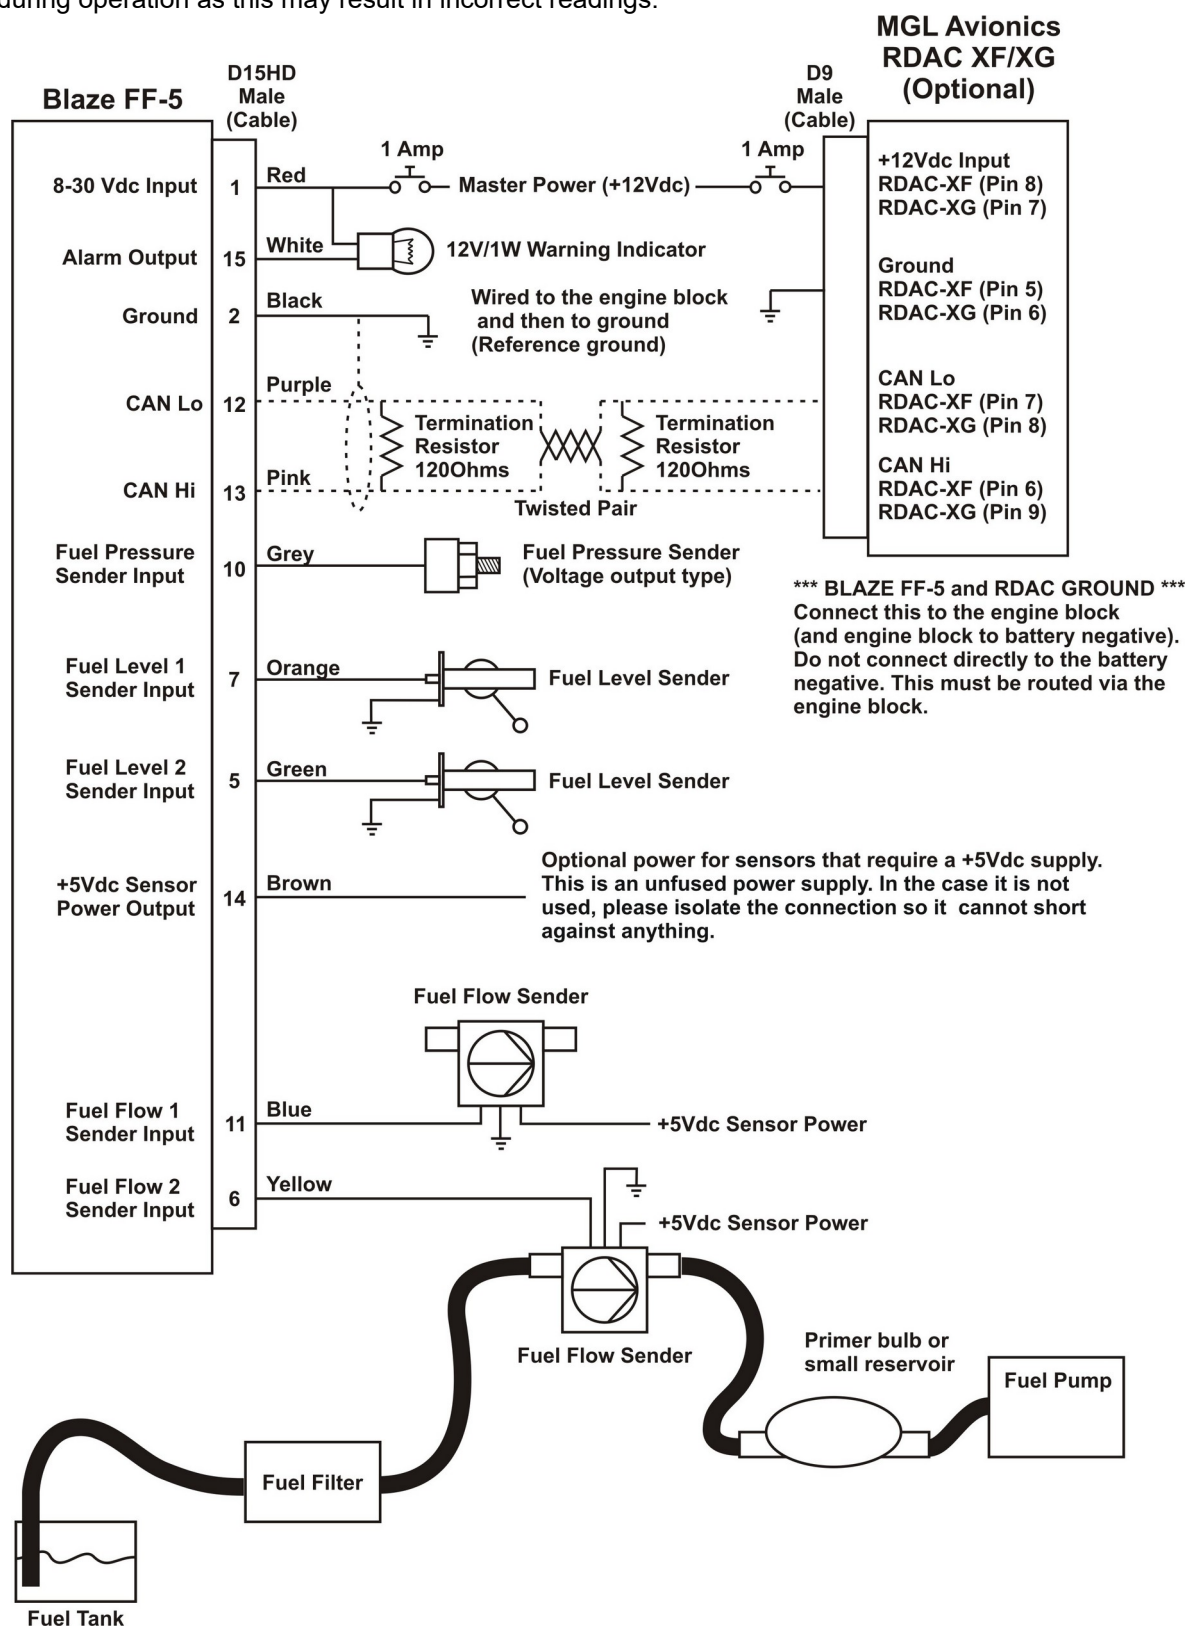 during operation as this may result in incorrect readings.
MGL Avionics
RDAC XF/XG
(Optional)
Blaze FF-5
D15HD
Male
(Cable)
D9
Male
(Cable)
8-30 Vdc Input
1
Red
1 Amp
Master Power (+12Vdc)
1 Amp
+12Vdc Input
RDAC-XF (Pin 8)
RDAC-XG (Pin 7)
Alarm Output
15
White
12V/1W Warning Indicator
Ground
2
Black
Wired to the engine block
and then to ground
(Reference ground)
Ground
RDAC-XF (Pin 5)
RDAC-XG (Pin 6)
CAN Lo
12
Purple
Termination
Resistor
120Ohms
Termination
Resistor
120Ohms
CAN Lo
RDAC-XF (Pin 7)
RDAC-XG (Pin 8)
CAN Hi
13
Pink
Twisted Pair
CAN Hi
RDAC-XF (Pin 6)
RDAC-XG (Pin 9)
Fuel Pressure
Sender Input
10
Grey
Fuel Pressure Sender
(Voltage output type)
*** BLAZE FF-5 and RDAC GROUND ***
Connect this to the engine block
(and engine block to battery negative).
Do not connect directly to the battery
negative. This must be routed via the
engine block.
Fuel Level 1
Sender Input
7
Orange
Fuel Level Sender
Fuel Level 2
Sender Input
5
Green
Fuel Level Sender
+5Vdc Sensor
Power Output
14
Brown
Optional power for sensors that require a +5Vdc supply.
This is an unfused power supply. In the case it is not
used, please isolate the connection so it  cannot short
against anything.
Fuel Flow Sender
Fuel Flow 1
Sender Input
11
Blue
+5Vdc Sensor Power
Fuel Flow 2
Sender Input
6
Yellow
+5Vdc Sensor Power
Fuel Flow Sender
Primer bulb or
small reservoir
Fuel Pump
Fuel Filter
Fuel Tank